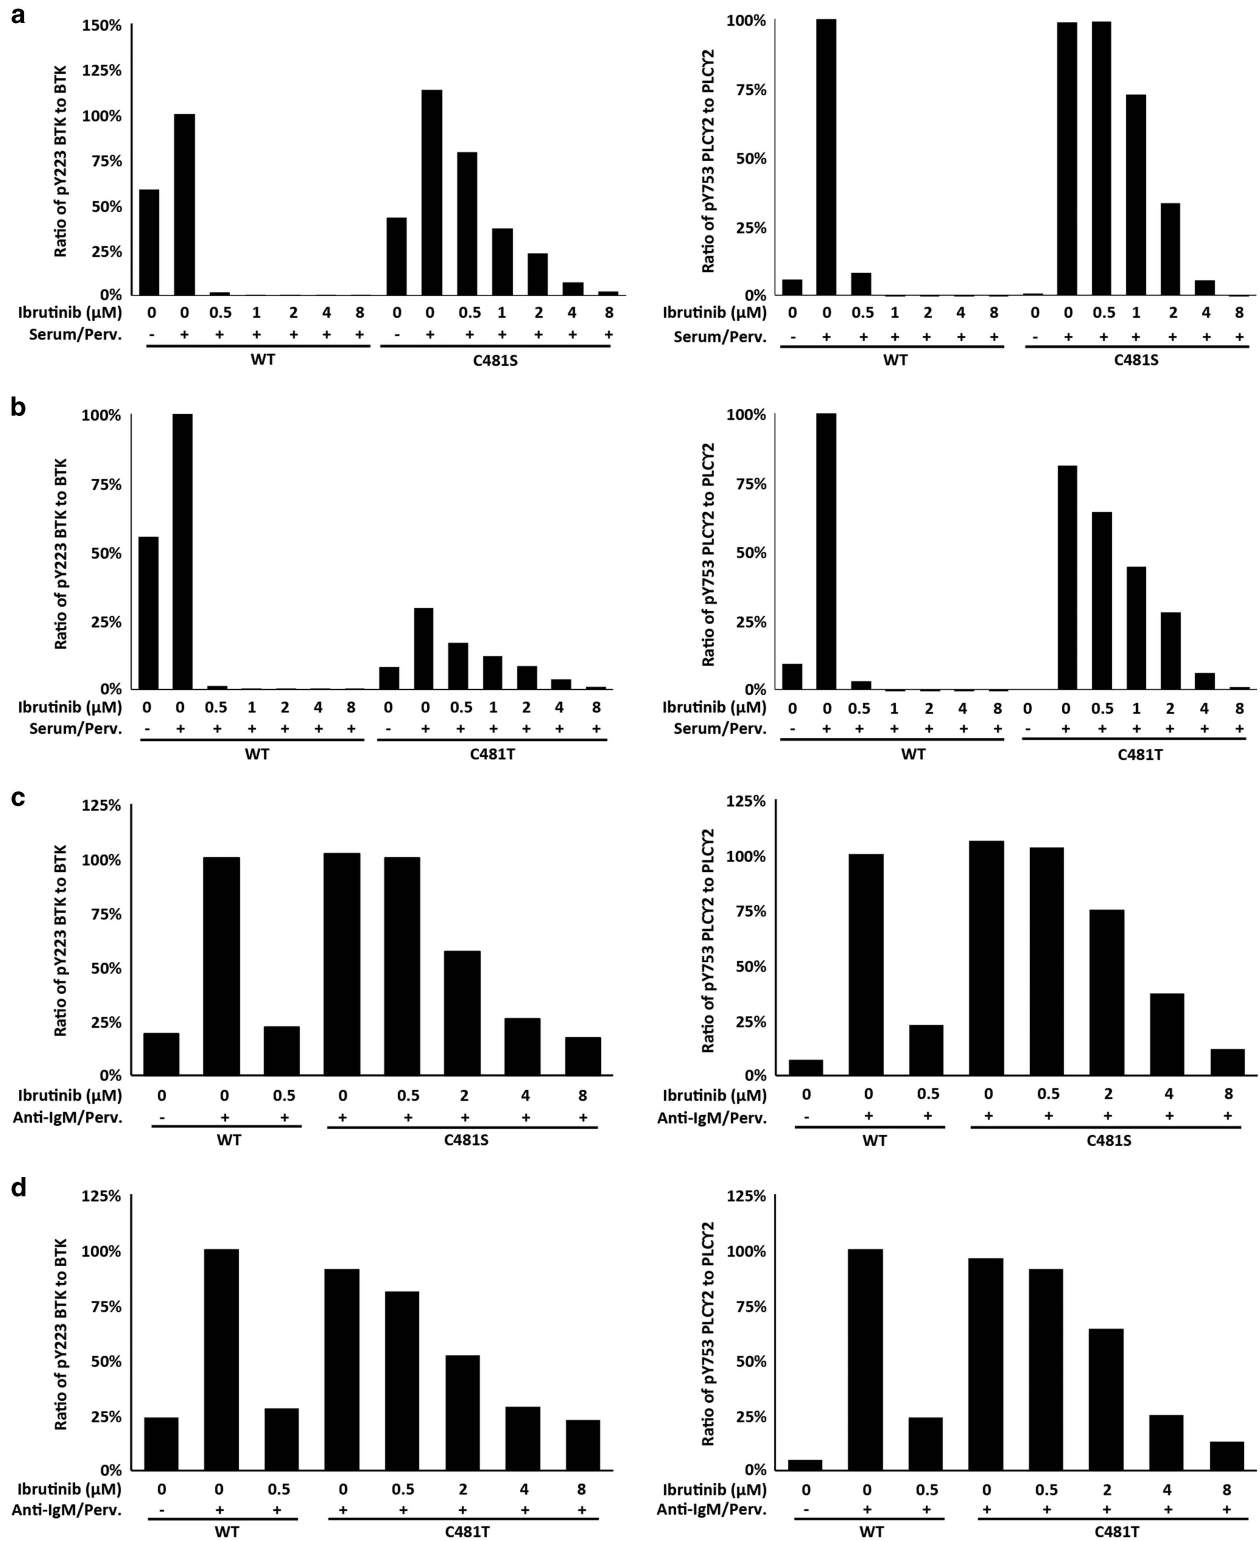 a
Ratio of pY223 BTK to BTK
150%
125%
100%
75%
50%
25%
0%
Ibrutinib (µM) 0 0 0.5 1 2 4 8 0 0 0.5 1 2 4 8
Serum/Perv. - + + + + + + - + + + + + +
WT C481S
Ratio of pY753 PLCY2 to PLCY2
100%
75%
50%
25%
0%
Ibrutinib (µM) 0 0 0.5 1 2 4 8 0 0 0.5 1 2 4 8
Serum/Perv. - + + + + + + - + + + + + +
WT C481S
b
Ratio of pY223 BTK to BTK
100%
75%
50%
25%
0%
Ibrutinib (µM) 0 0 0.5 1 2 4 8 0 0 0.5 1 2 4 8
Serum/Perv. - + + + + + + - + + + + + +
WT C481T
Ratio of pY753 PLCY2 to PLCY2
100%
75%
50%
25%
0%
Ibrutinib (µM) 0 0 0.5 1 2 4 8 0 0 0.5 1 2 4 8
Serum/Perv. - + + + + + + - + + + + + +
WT C481T
c
Ratio of pY223 BTK to BTK
125%
100%
75%
50%
25%
0%
Ibrutinib (µM) 0 0 0.5 0 0.5 2 4 8
Anti-IgM/Perv. - + + + + + + +
WT C481S
Ratio of pY753 PLCY2 to PLCY2
125%
100%
75%
50%
25%
0%
Ibrutinib (µM) 0 0 0.5 0 0.5 2 4 8
Anti-IgM/Perv. - + + + + + + +
WT C481S
d
Ratio of pY223 BTK to BTK
125%
100%
75%
50%
25%
0%
Ibrutinib (µM) 0 0 0.5 0 0.5 2 4 8
Anti-IgM/Perv. - + + + + + + +
WT C481T
Ratio of pY753 PLCY2 to PLCY2
125%
100%
75%
50%
25%
0%
Ibrutinib (µM) 0 0 0.5 0 0.5 2 4 8
Anti-IgM/Perv. - + + + + + + +
WT C481T